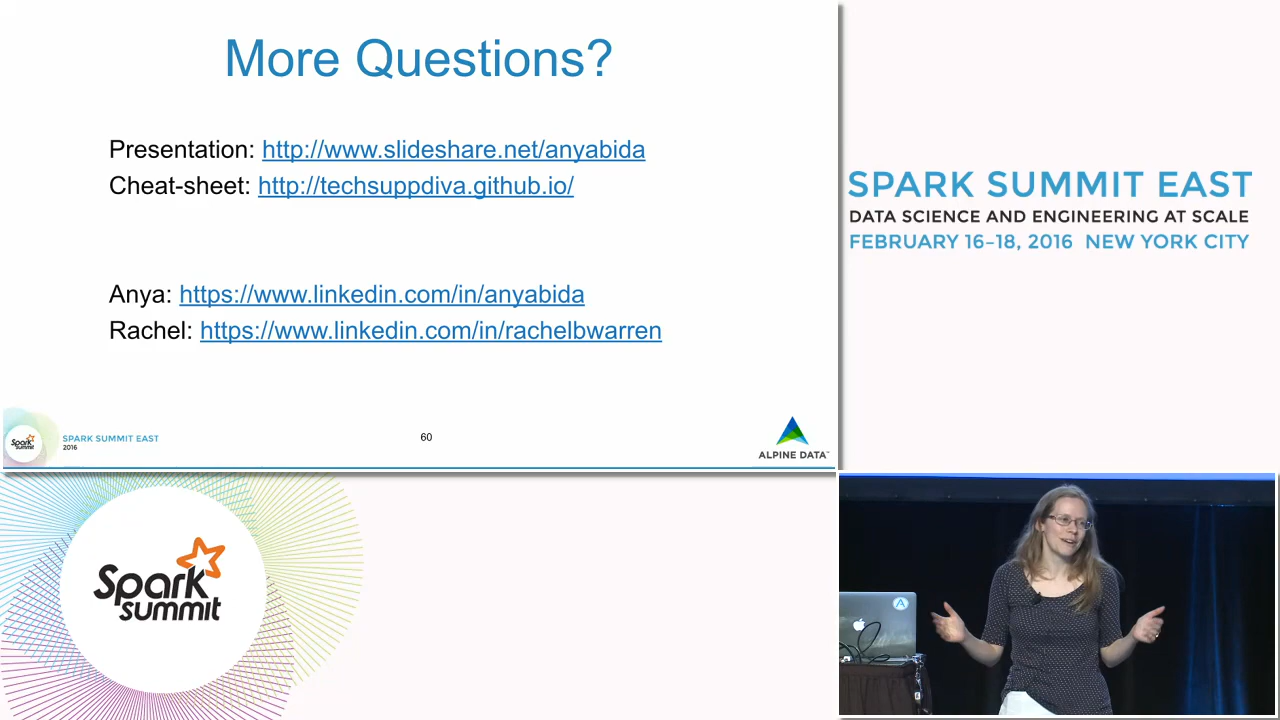 More Questions?
Presentation: http://www.slideshare.net/anyabida
Cheat-sheet: http://techsuppdiva.github.io/
Anya: https://www.linkedin.com/in/anyabida
Rachel: https://www.linkedin.com/in/rachelbwarren
Spark
summit
SPARK SUMMIT EAST
2016
60
ALPINE DATA
SPARK SUMMIT EAST
DATA SCIENCE AND ENGINEERING AT SCALE
FEBRUARY 16–18, 2016 NEW YORK CITY
Spark
summit